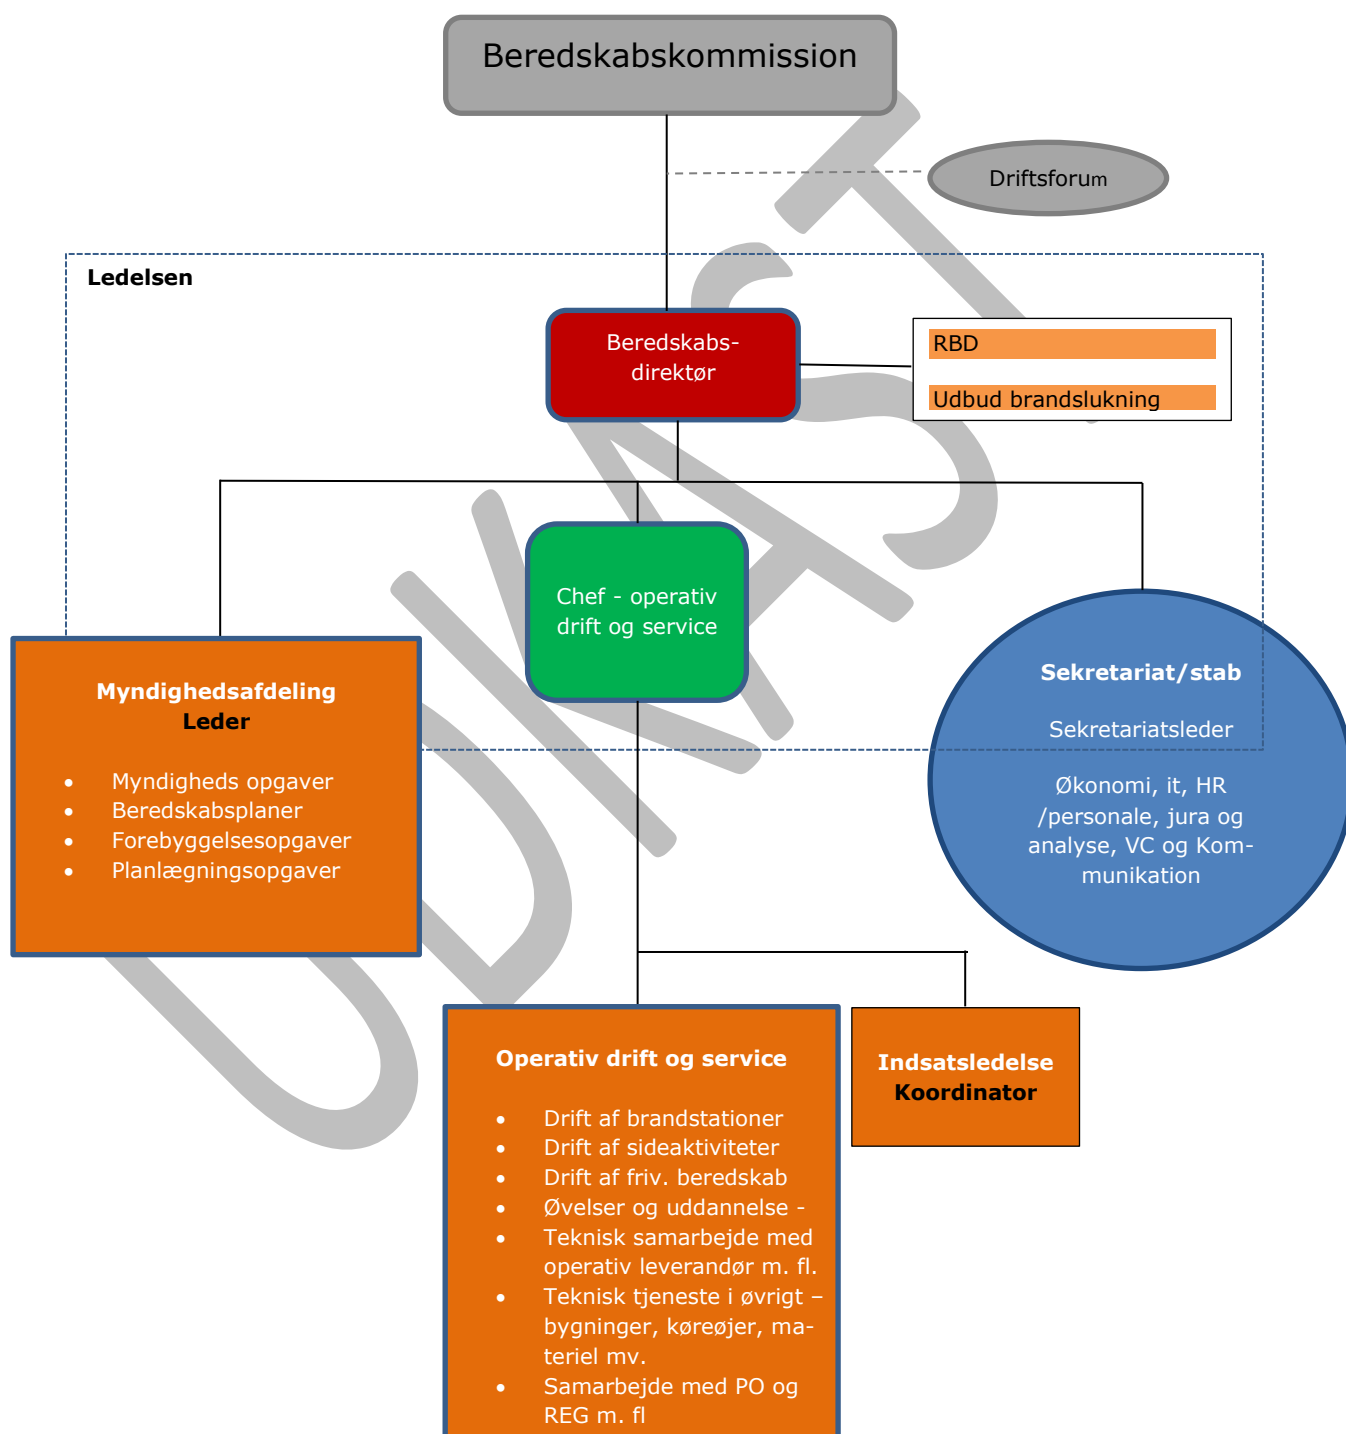 Beredskabskommission
Driftsforum
Ledelsen
Beredskabs-
direktør
RBD
Udbud brandslukning
Chef - operativ
drift og service
Myndighedsafdeling
Leder
• Myndigheds opgaver
• Beredskabsplaner
• Forebyggelsesopgaver
• Planlægningsopgaver
Sekretariat/stab
Sekretariatsleder
Økonomi, it, HR
/personale, jura og
analyse, VC og Kom-
munikation
Operativ drift og service
• Drift af brandstationer
• Drift af sideaktiviteter
• Drift af friv. beredskab
• Øvelser og uddannelse -
• Teknisk samarbejde med
operativ leverandør m. fl.
• Teknisk tjeneste i øvrigt –
bygninger, køreøjer, ma-
teriel mv.
• Samarbejde med PO og
REG m. fl
Indsatsledelse
Koordinator
UDKAST